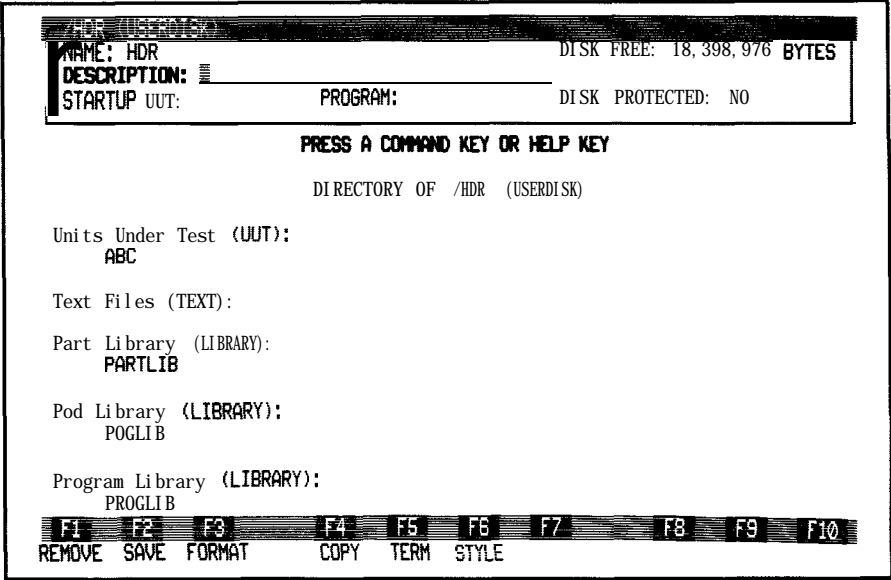 /HDR (USERDISK)
NAME: HDR DISK FREE: 18,398,976 BYTES
DESCRIPTION:
STARTUP UUT: PROGRAM: DISK PROTECTED: NO
PRESS A COMMAND KEY OR HELP KEY
DIRECTORY OF /HDR (USERDISK)
Units Under Test (UUT):
ABC
Text Files (TEXT):
Part Library (LIBRARY):
PARTLIB
Pod Library (LIBRARY):
POGLIB
Program Library (LIBRARY):
PROGLIB
F1 F2 F3 F4 F5 F6 F7 F8 F9 F10
REMOVE SAVE FORMAT COPY TERM STYLE